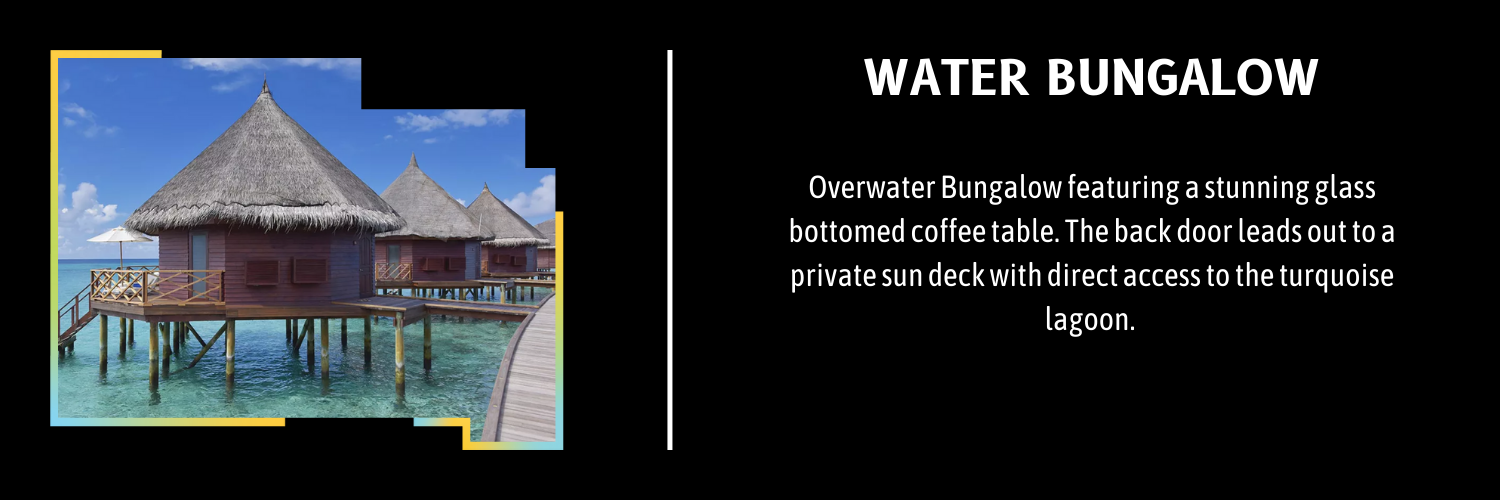 WATER BUNGALOW
Overwater Bungalow featuring a stunning glass
bottomed coffee table. The back door leads out to a
private sun deck with direct access to the turquoise
lagoon.